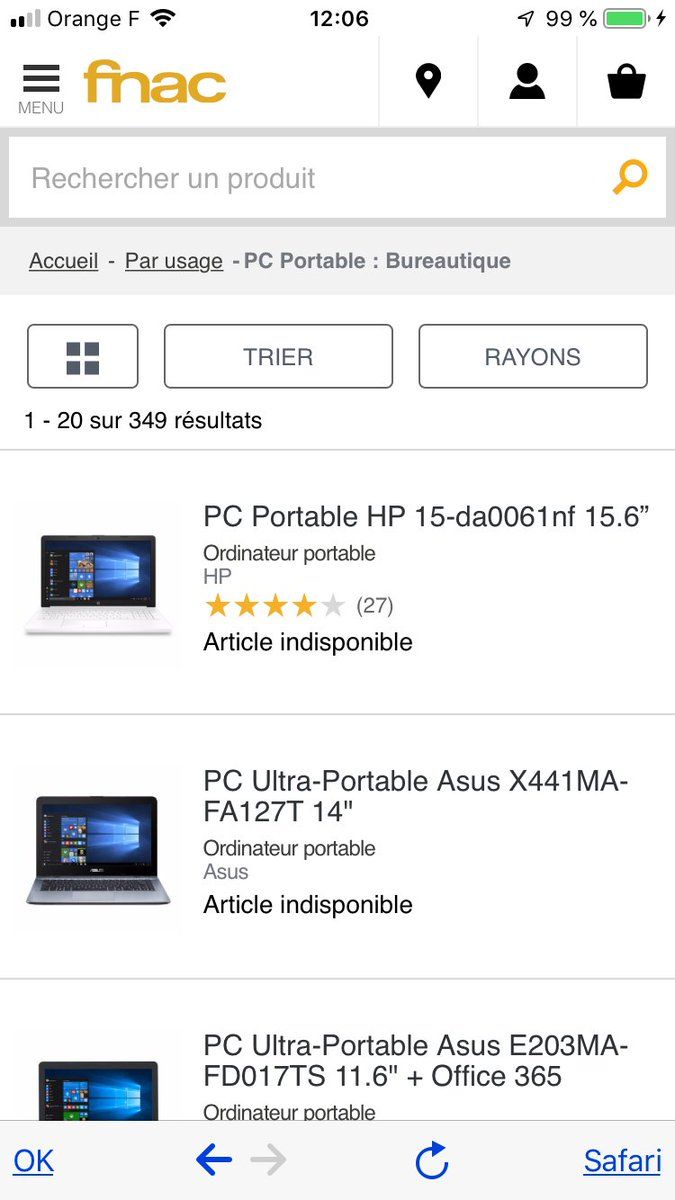 Orange F 12:06 99 %
MENU fnac
Rechercher un produit
Accueil - Par usage - PC Portable : Bureautique
TRIER RAYONS
1 - 20 sur 349 résultats
PC Portable HP 15-da0061nf 15.6”
Ordinateur portable
HP
(27)
Article indisponible
PC Ultra-Portable Asus X441MA-
FA127T 14"
Ordinateur portable
Asus
Article indisponible
PC Ultra-Portable Asus E203MA-
FD017TS 11.6" + Office 365
Ordinateur portable
OK Safari